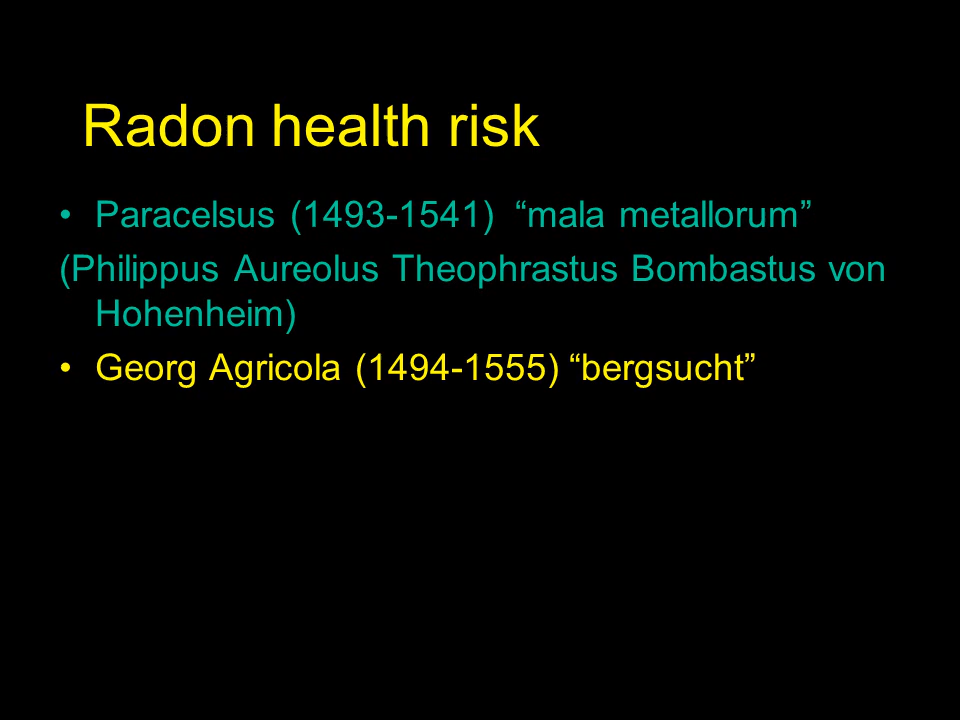 Radon health risk
• Paracelsus (1493-1541) “mala metallorum”
(Philippus Aureolus Theophrastus Bombastus von
Hohenheim)
• Georg Agricola (1494-1555) “bergsucht”